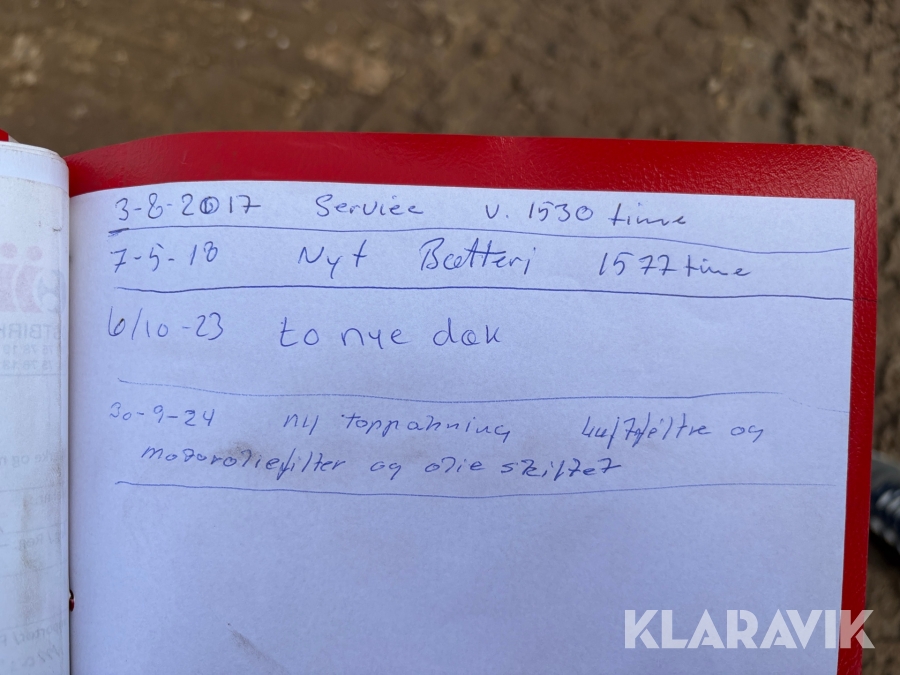 3-8-2017 Service v. 1530 time
7-5-18 Nyt Batteri 1577 time
6/10-23 to nye dæk
30-9-24 ny toppakning luftfiltre og
motoroliefilter og olie skiftet
KLARAVIK